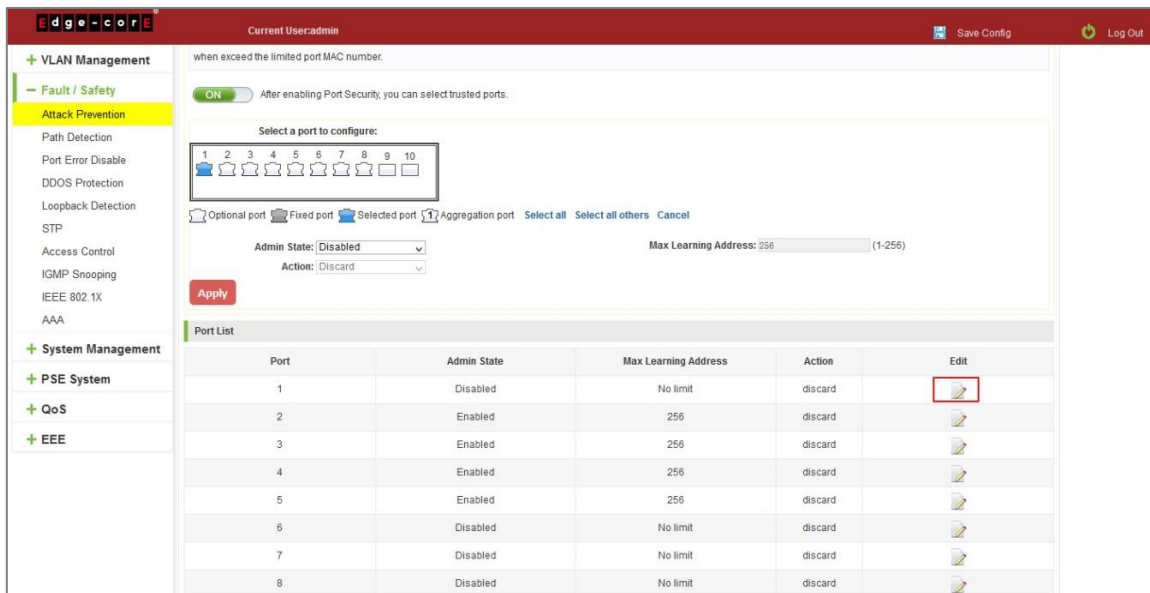 Edge-corE®
Current User:admin
Save Config
Log Out
+ VLAN Management
− Fault / Safety
Attack Prevention
Path Detection
Port Error Disable
DDOS Protection
Loopback Detection
STP
Access Control
IGMP Snooping
IEEE 802.1X
AAA
+ System Management
+ PSE System
+ QoS
+ EEE
when exceed the limited port MAC number.
ON After enabling Port Security, you can select trusted ports.
Select a port to configure:
1 2 3 4 5 6 7 8 9 10
Optional port Fixed port Selected port 1 Aggregation port Select all Select all others Cancel
Admin State: Disabled Max Learning Address: 256 (1-256)
Action: Discard
Apply
Port List
Port Admin State Max Learning Address Action Edit
1 Disabled No limit discard
2 Enabled 256 discard
3 Enabled 256 discard
4 Enabled 256 discard
5 Enabled 256 discard
6 Disabled No limit discard
7 Disabled No limit discard
8 Disabled No limit discard